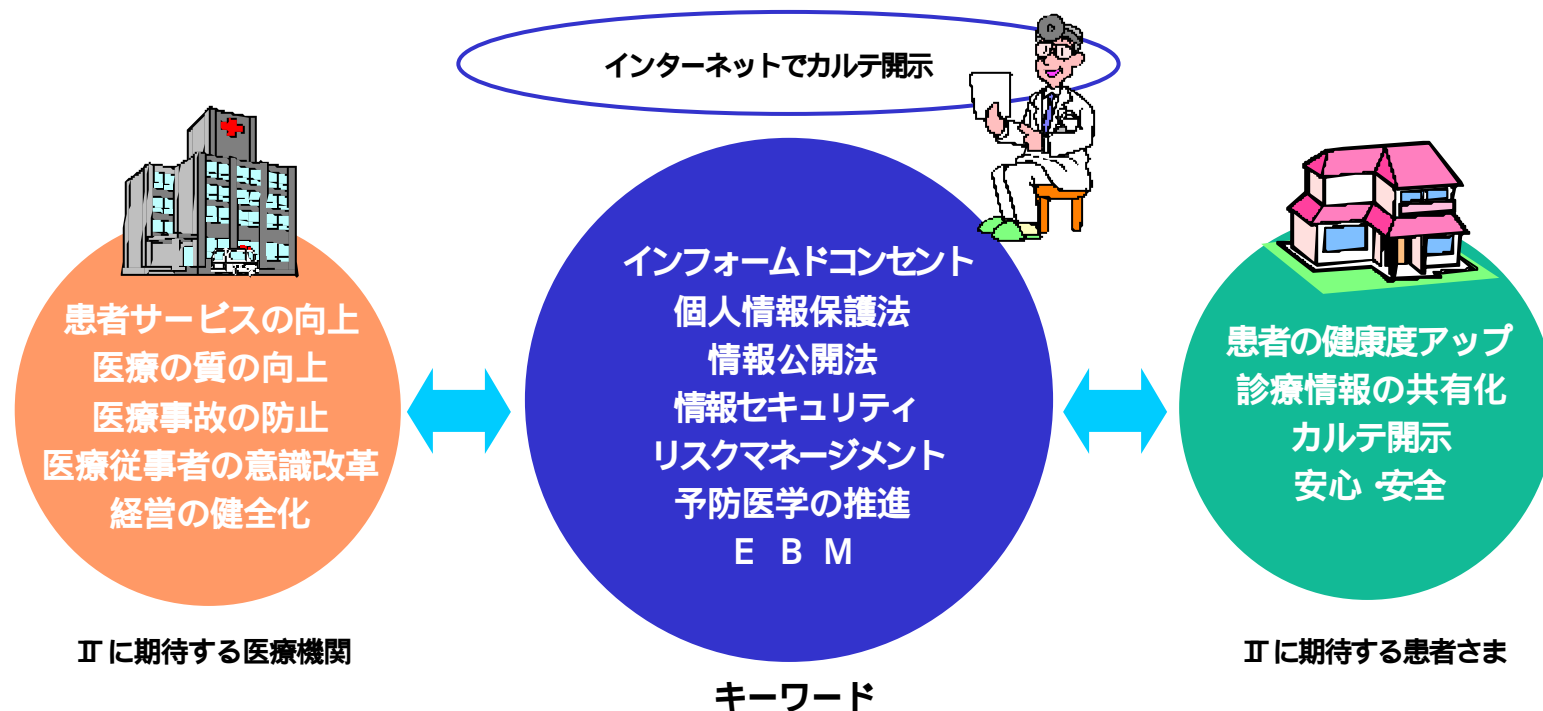 インターネットでカルテ開示
患者サービスの向上
医療の質の向上
医療事故の防止
医療従事者の意識改革
経営の健全化
ITに期待する医療機関
インフォームドコンセント
個人情報保護法
情報公開法
情報セキュリティ
リスクマネージメント
予防医学の推進
E B M
キーワード
患者の健康度アップ
診療情報の共有化
カルテ開示
安心・安全
ITに期待する患者さま